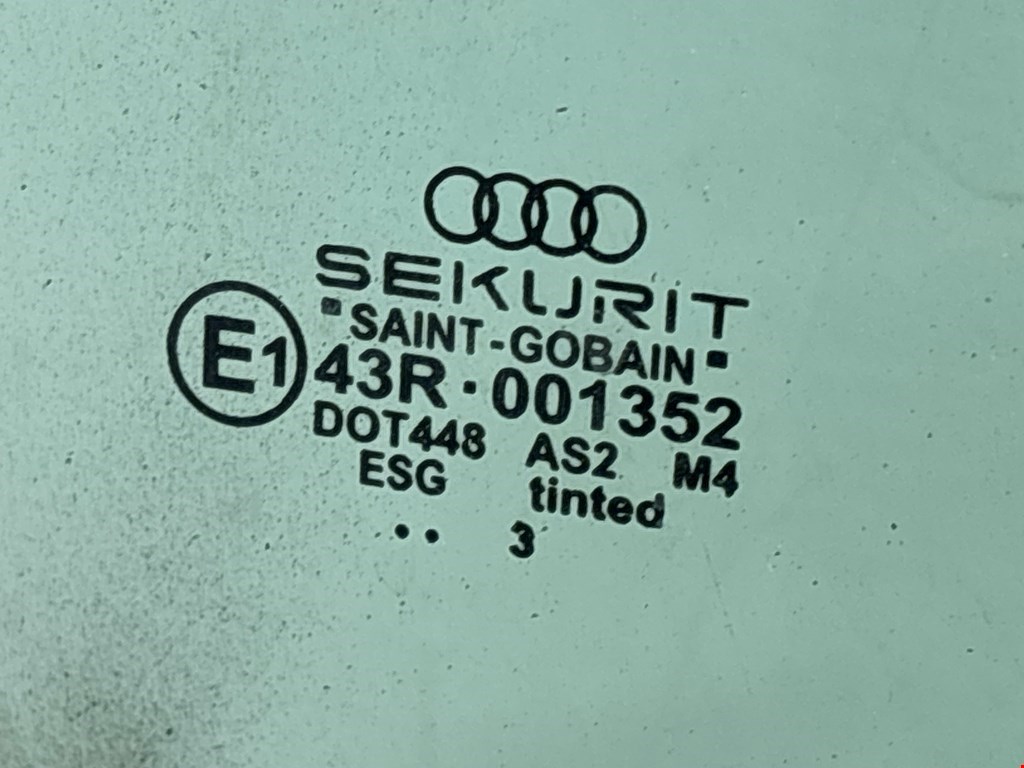 SEKURIT
SAINT-GOBAIN
E1 43R · 001352
DOT448 AS2 M4
ESG tinted
.. 3